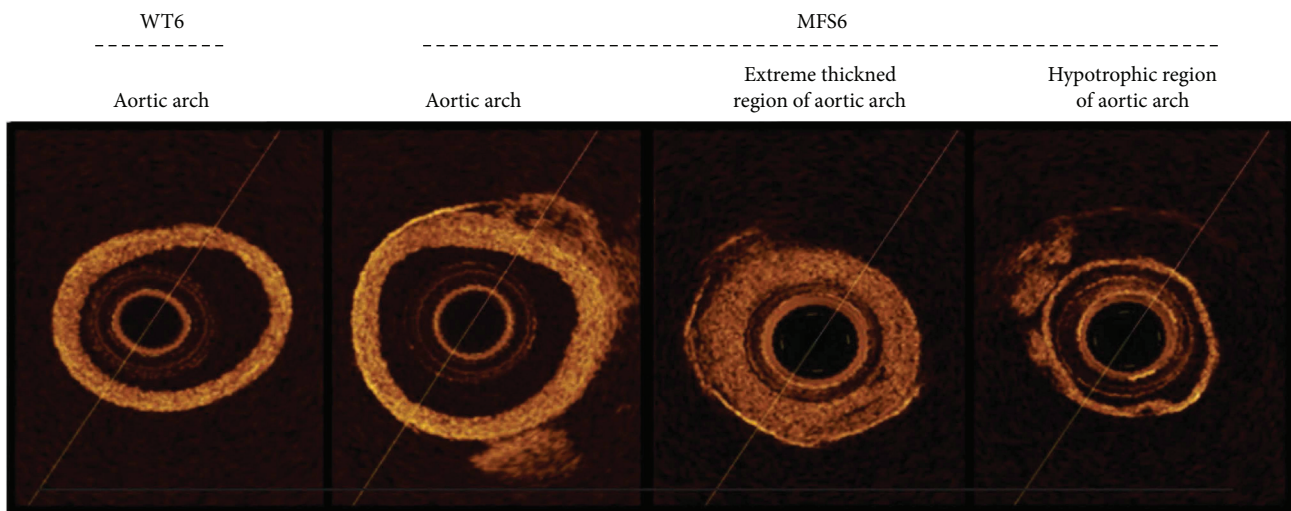 WT6
MFS6
Aortic arch
Aortic arch
Extreme thickned
region of aortic arch
Hypotrophic region
of aortic arch